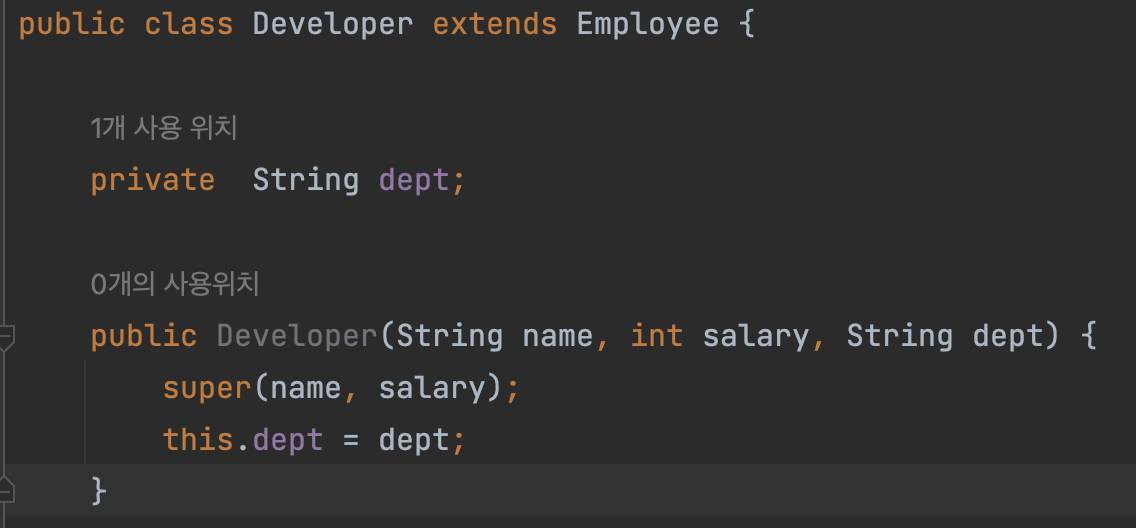 public class Developer extends Employee {
1개 사용 위치
private  String dept;
0개의 사용위치
public Developer(String name, int salary, String dept) {
super(name, salary);
this.dept = dept;
}